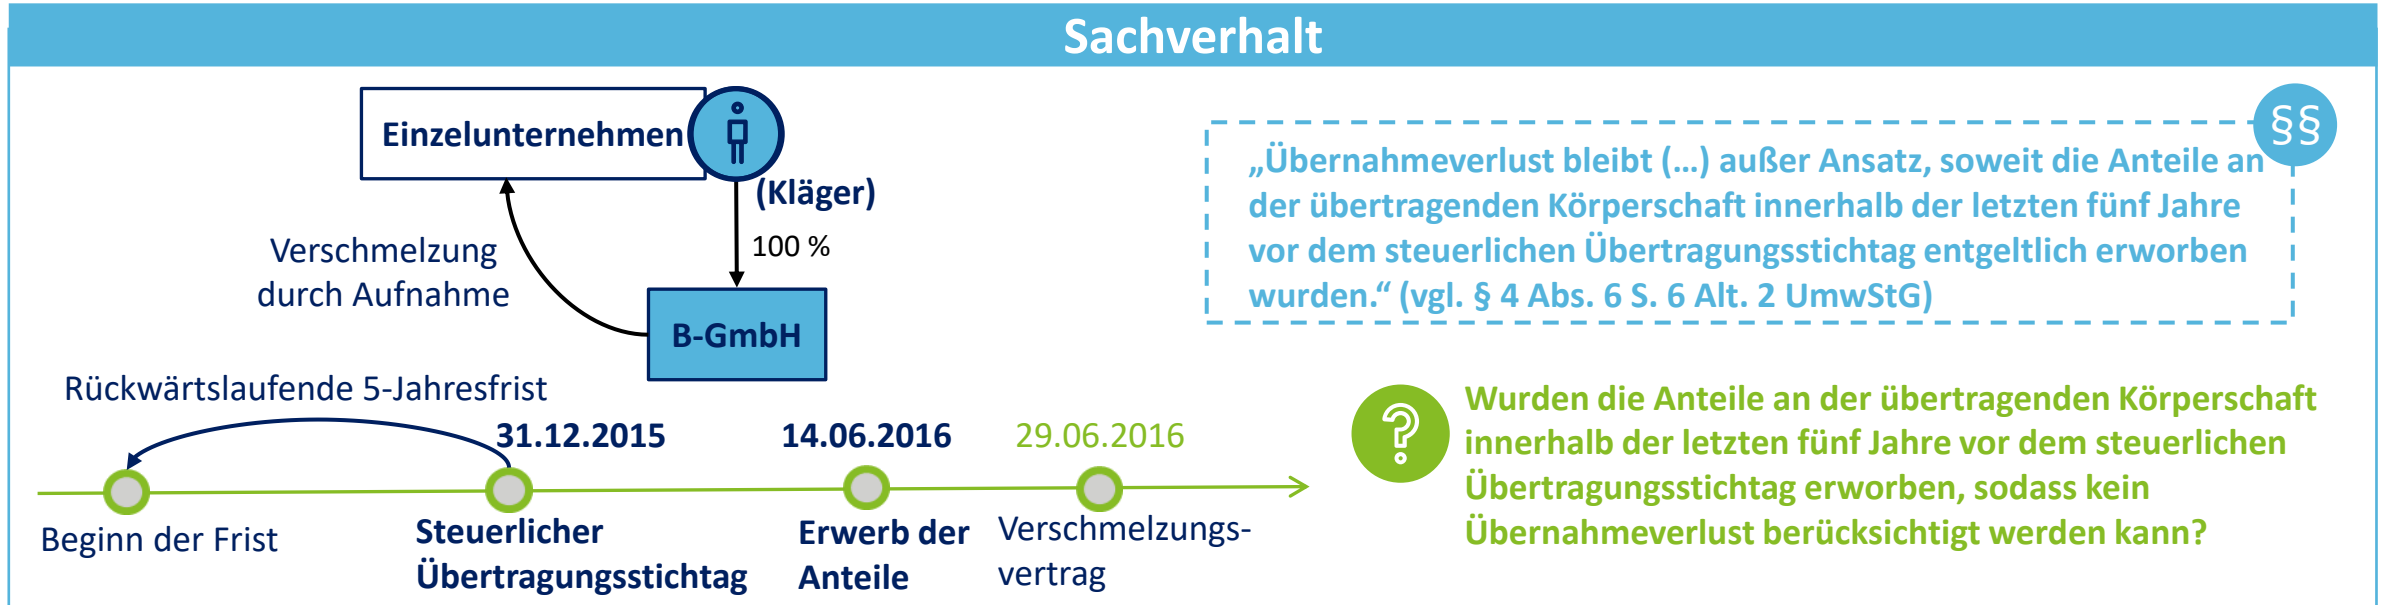 Sachverhalt
Einzelunternehmen
(Kläger)
100 %
Verschmelzung
durch Aufnahme
B-GmbH
§§
„Übernahmeverlust bleibt (...) außer Ansatz, soweit die Anteile an
der übertragenden Körperschaft innerhalb der letzten fünf Jahre
vor dem steuerlichen Übertragungsstichtag entgeltlich erworben
wurden.“ (vgl. § 4 Abs. 6 S. 6 Alt. 2 UmwStG)
Rückwärtslaufende 5-Jahresfrist
31.12.2015
14.06.2016
29.06.2016
Beginn der Frist
Steuerlicher
Übertragungsstichtag
Erwerb der
Anteile
Verschmelzungs-
vertrag
?
Wurden die Anteile an der übertragenden Körperschaft
innerhalb der letzten fünf Jahre vor dem steuerlichen
Übertragungsstichtag erworben, sodass kein
Übernahmeverlust berücksichtigt werden kann?